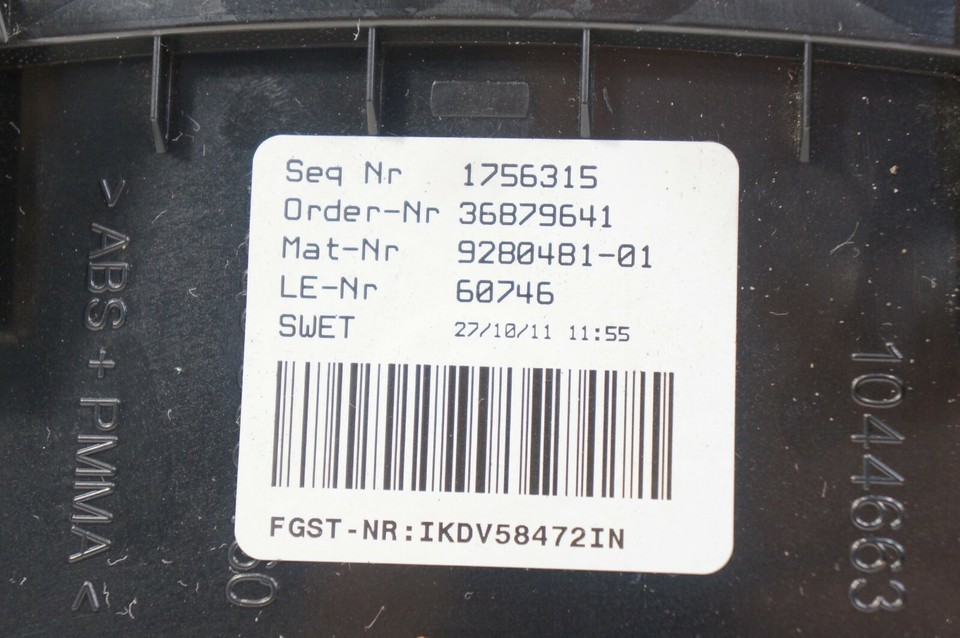 Seq Nr 1756315
Order-Nr 36879641
Mat-Nr 9280481-01
LE-Nr 60746
SWET 27/10/11 11:55
FGST-NR:IKDV58472IN
>ABS + PMMA<
1044663